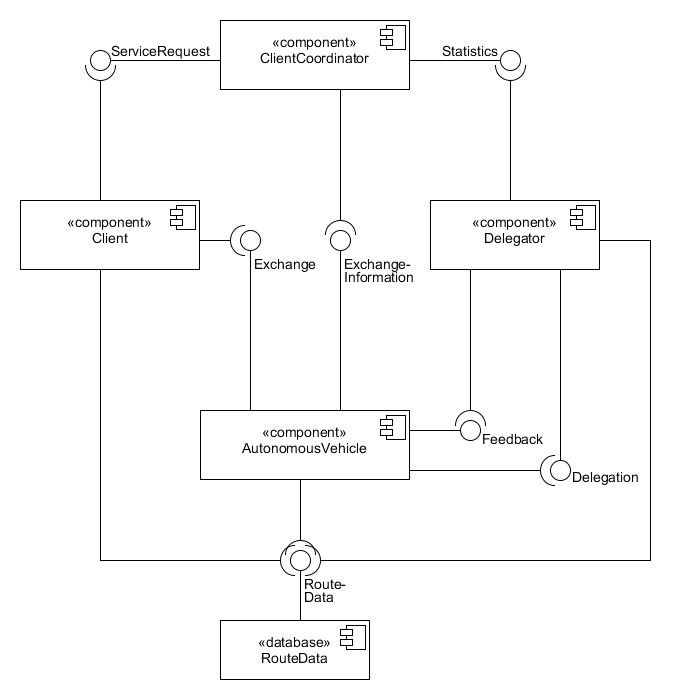 «component»
ClientCoordinator
ServiceRequest
Statistics
«component»
Client
«component»
Delegator
Exchange
Exchange-
Information
«component»
AutonomousVehicle
Feedback
Delegation
Route-
Data
«database»
RouteData